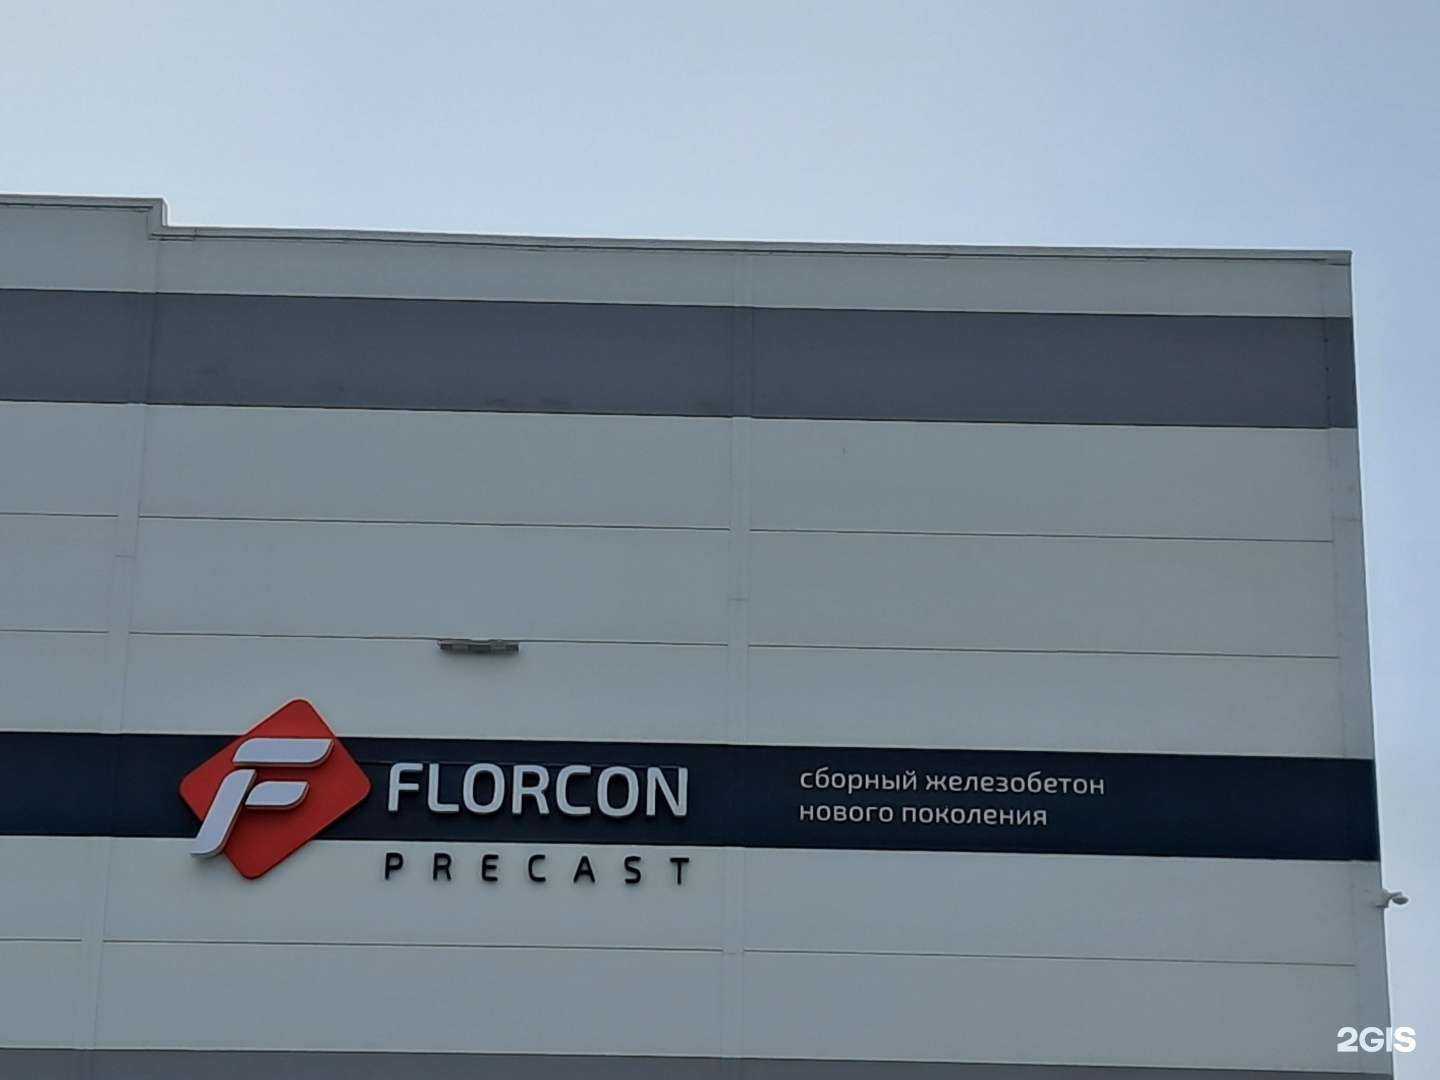 FLORCON
PRECAST
сборный железобетон
нового поколения
2GIS